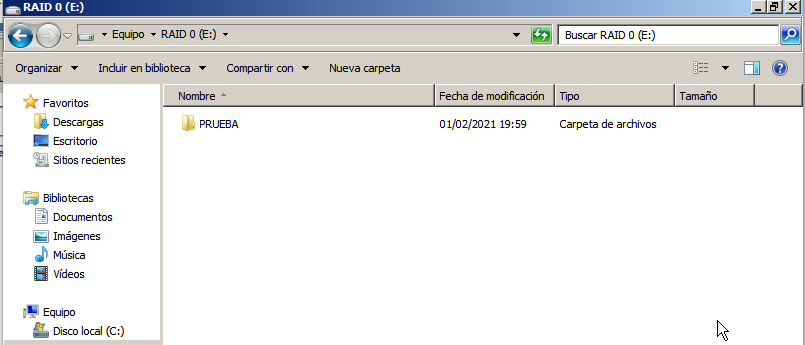 RAID 0 (E:)
Equipo RAID 0 (E:) Buscar RAID 0 (E:)
Organizar Incluir en biblioteca Compartir con Nueva carpeta
Favoritos
Descargas
Escritorio
Sitios recientes
Bibliotecas
Documentos
Imágenes
Música
Vídeos
Equipo
Disco local (C:)
Nombre Fecha de modificación Tipo Tamaño
PRUEBA 01/02/2021 19:59 Carpeta de archivos